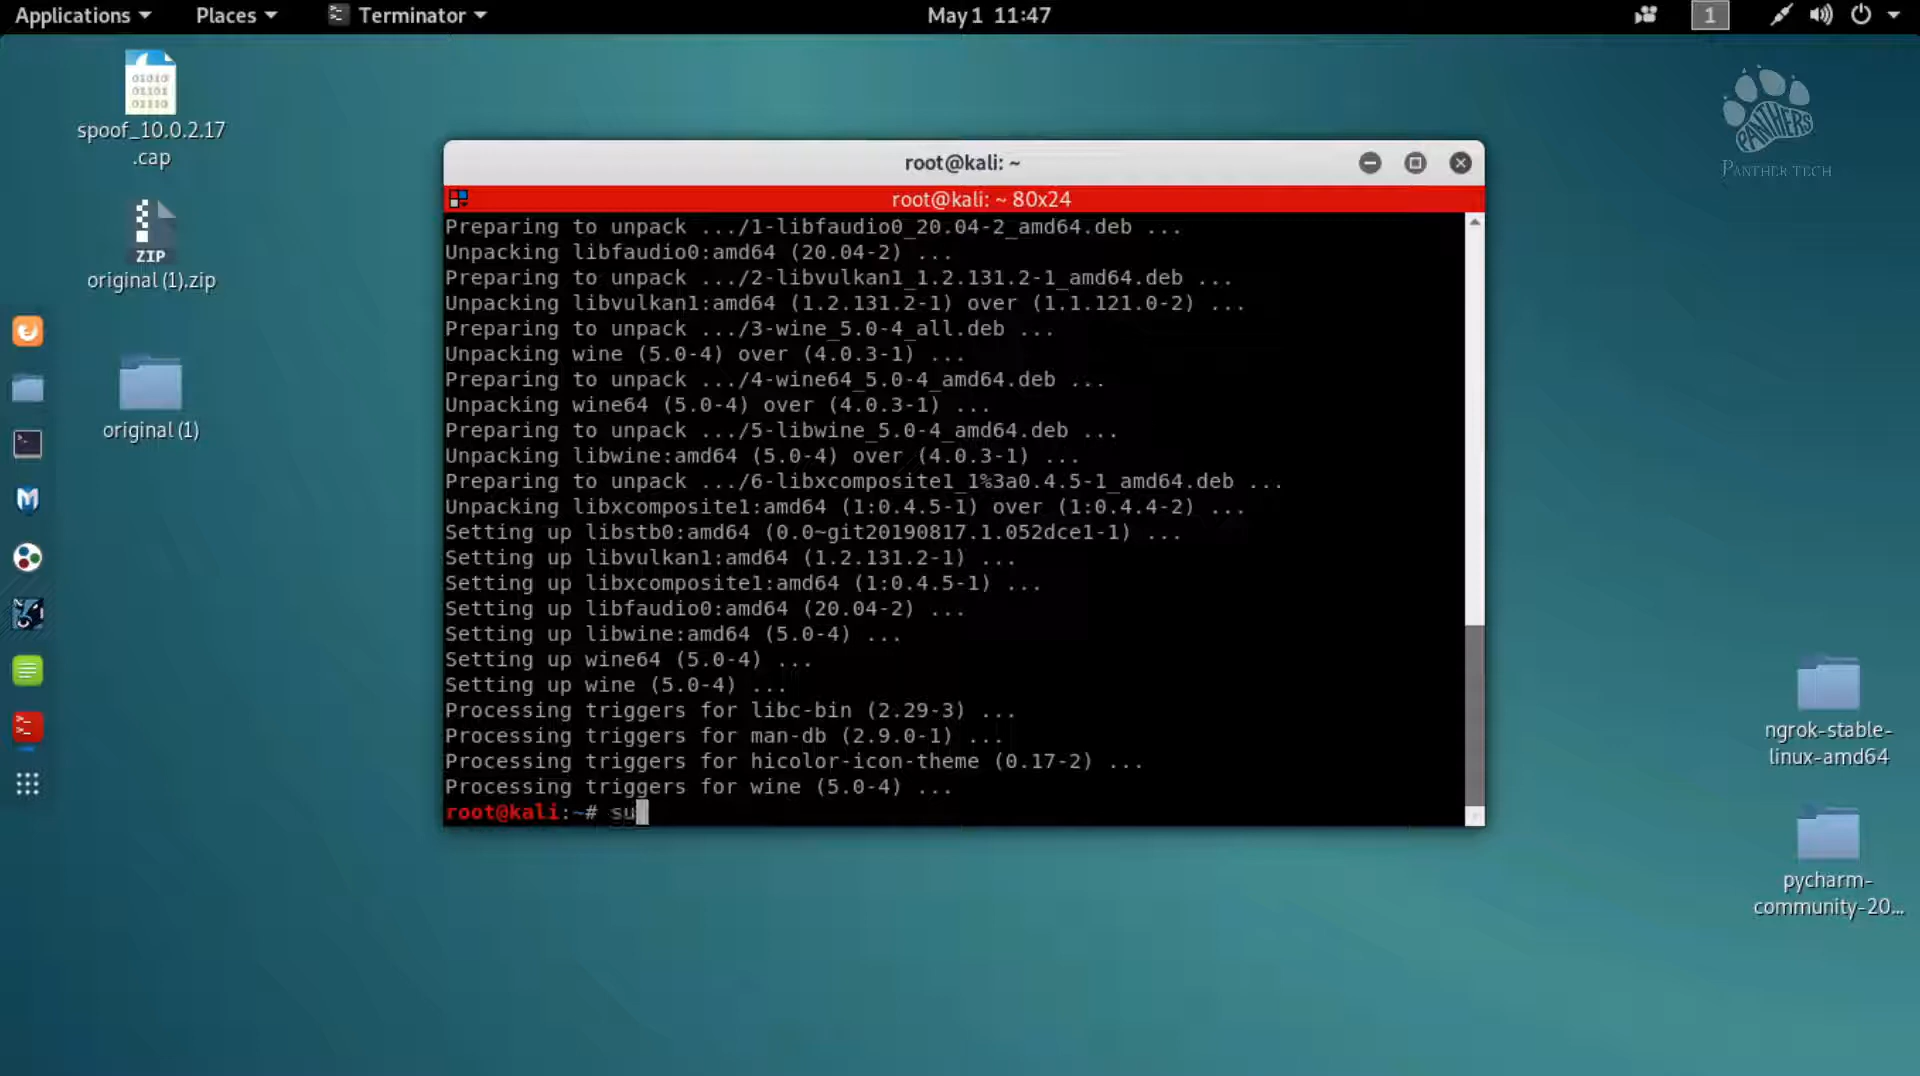 Applications Places Terminator May 1 11:47 1
01010
01101
01110
spoof_10.0.2.17
.cap
ZIP
original (1).zip
original (1)
PANTHERS
PANTHER TECH
root@kali: ~
root@kali: ~ 80x24
Preparing to unpack .../1-libfaudio0_20.04-2_amd64.deb ...
Unpacking libfaudio0:amd64 (20.04-2) ...
Preparing to unpack .../2-libvulkan1_1.2.131.2-1_amd64.deb ...
Unpacking libvulkan1:amd64 (1.2.131.2-1) over (1.1.121.0-2) ...
Preparing to unpack .../3-wine_5.0-4_all.deb ...
Unpacking wine (5.0-4) over (4.0.3-1) ...
Preparing to unpack .../4-wine64_5.0-4_amd64.deb ...
Unpacking wine64 (5.0-4) over (4.0.3-1) ...
Preparing to unpack .../5-libwine_5.0-4_amd64.deb ...
Unpacking libwine:amd64 (5.0-4) over (4.0.3-1) ...
Preparing to unpack .../6-libxcomposite1_1%3a0.4.5-1_amd64.deb ...
Unpacking libxcomposite1:amd64 (1:0.4.5-1) over (1:0.4.4-2) ...
Setting up libstb0:amd64 (0.0~git20190817.1.052dce1-1) ...
Setting up libvulkan1:amd64 (1.2.131.2-1) ...
Setting up libxcomposite1:amd64 (1:0.4.5-1) ...
Setting up libfaudio0:amd64 (20.04-2) ...
Setting up libwine:amd64 (5.0-4) ...
Setting up wine64 (5.0-4) ...
Setting up wine (5.0-4) ...
Processing triggers for libc-bin (2.29-3) ...
Processing triggers for man-db (2.9.0-1) ...
Processing triggers for hicolor-icon-theme (0.17-2) ...
Processing triggers for wine (5.0-4) ...
root@kali:~# su
ngrok-stable-
linux-amd64
pycharm-
community-20...